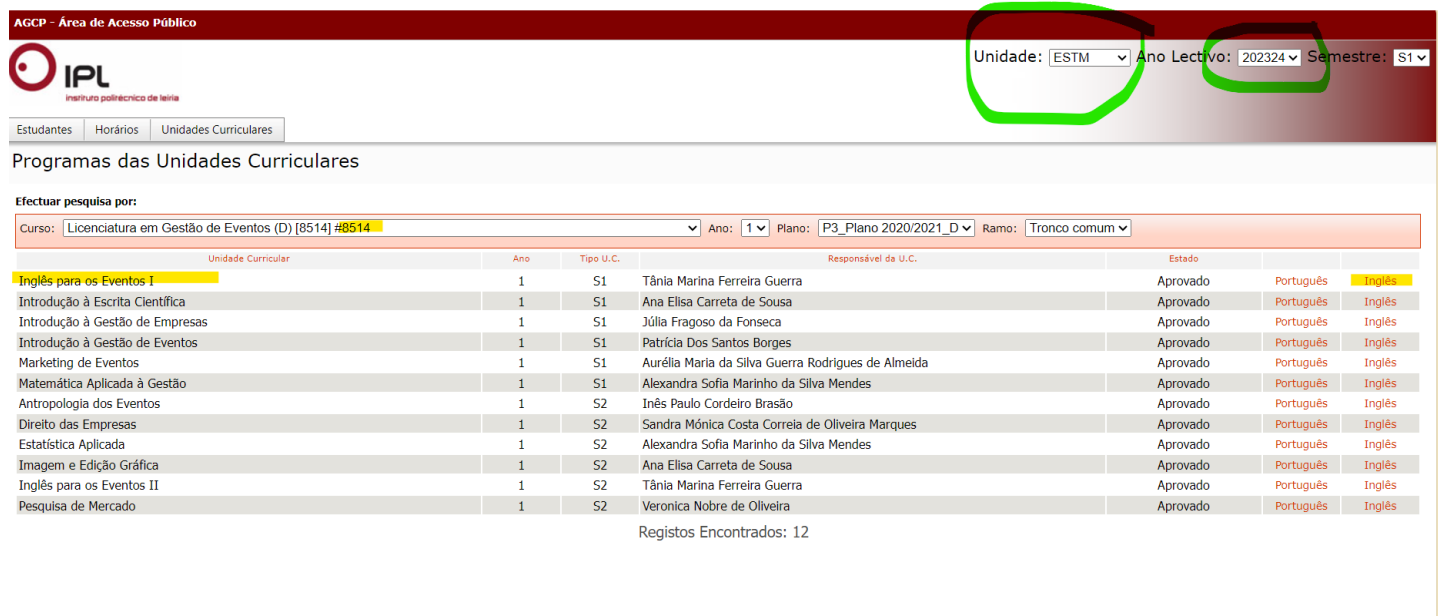 AGCP - Área de Acesso Público
Unidade: ESTM Ano Lectivo: 202324 Semestre: S1
IPL
instituto politécnico de leiria
Estudantes Horários Unidades Curriculares
Programas das Unidades Curriculares
Efectuar pesquisa por:
Curso: Licenciatura em Gestão de Eventos (D) [8514] #8514 Ano: 1 Plano: P3_Plano 2020/2021_D Ramo: Tronco comum
Unidade Curricular Ano Tipo U.C. Responsável da U.C. Estado
Inglês para os Eventos I 1 S1 Tânia Marina Ferreira Guerra Aprovado Português Inglês
Introdução à Escrita Científica 1 S1 Ana Elisa Carreta de Sousa Aprovado Português Inglês
Introdução à Gestão de Empresas 1 S1 Júlia Fragoso da Fonseca Aprovado Português Inglês
Introdução à Gestão de Eventos 1 S1 Patrícia Dos Santos Borges Aprovado Português Inglês
Marketing de Eventos 1 S1 Aurélia Maria da Silva Guerra Rodrigues de Almeida Aprovado Português Inglês
Matemática Aplicada à Gestão 1 S1 Alexandra Sofia Marinho da Silva Mendes Aprovado Português Inglês
Antropologia dos Eventos 1 S2 Inês Paulo Cordeiro Brasão Aprovado Português Inglês
Direito das Empresas 1 S2 Sandra Mónica Costa Correia de Oliveira Marques Aprovado Português Inglês
Estatística Aplicada 1 S2 Alexandra Sofia Marinho da Silva Mendes Aprovado Português Inglês
Imagem e Edição Gráfica 1 S2 Ana Elisa Carreta de Sousa Aprovado Português Inglês
Inglês para os Eventos II 1 S2 Tânia Marina Ferreira Guerra Aprovado Português Inglês
Pesquisa de Mercado 1 S2 Veronica Nobre de Oliveira Aprovado Português Inglês
Registos Encontrados: 12